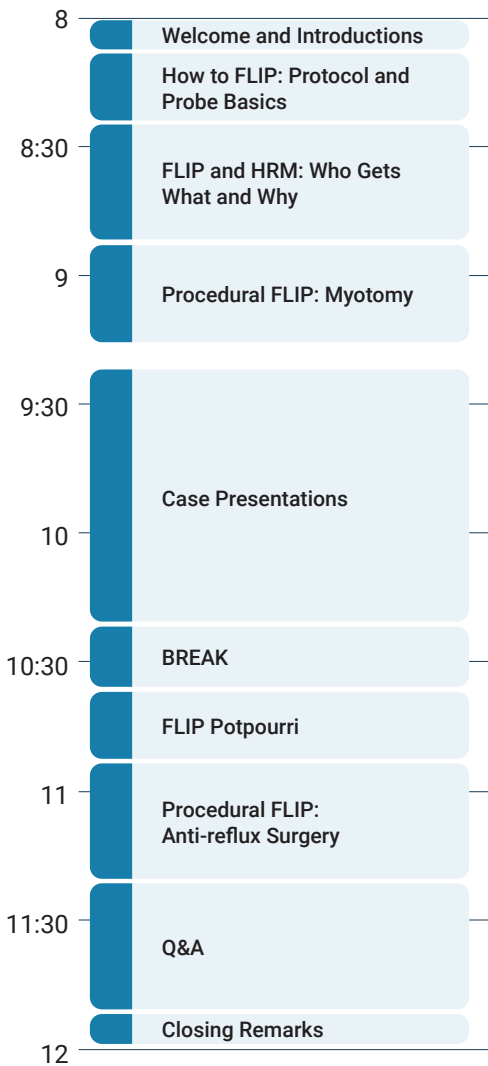 8
Welcome and Introductions
How to FLIP: Protocol and
Probe Basics
8:30
FLIP and HRM: Who Gets
What and Why
9
Procedural FLIP: Myotomy
9:30
Case Presentations
10
10:30
BREAK
FLIP Potpourri
11
Procedural FLIP:
Anti-reflux Surgery
11:30
Q&A
Closing Remarks
12